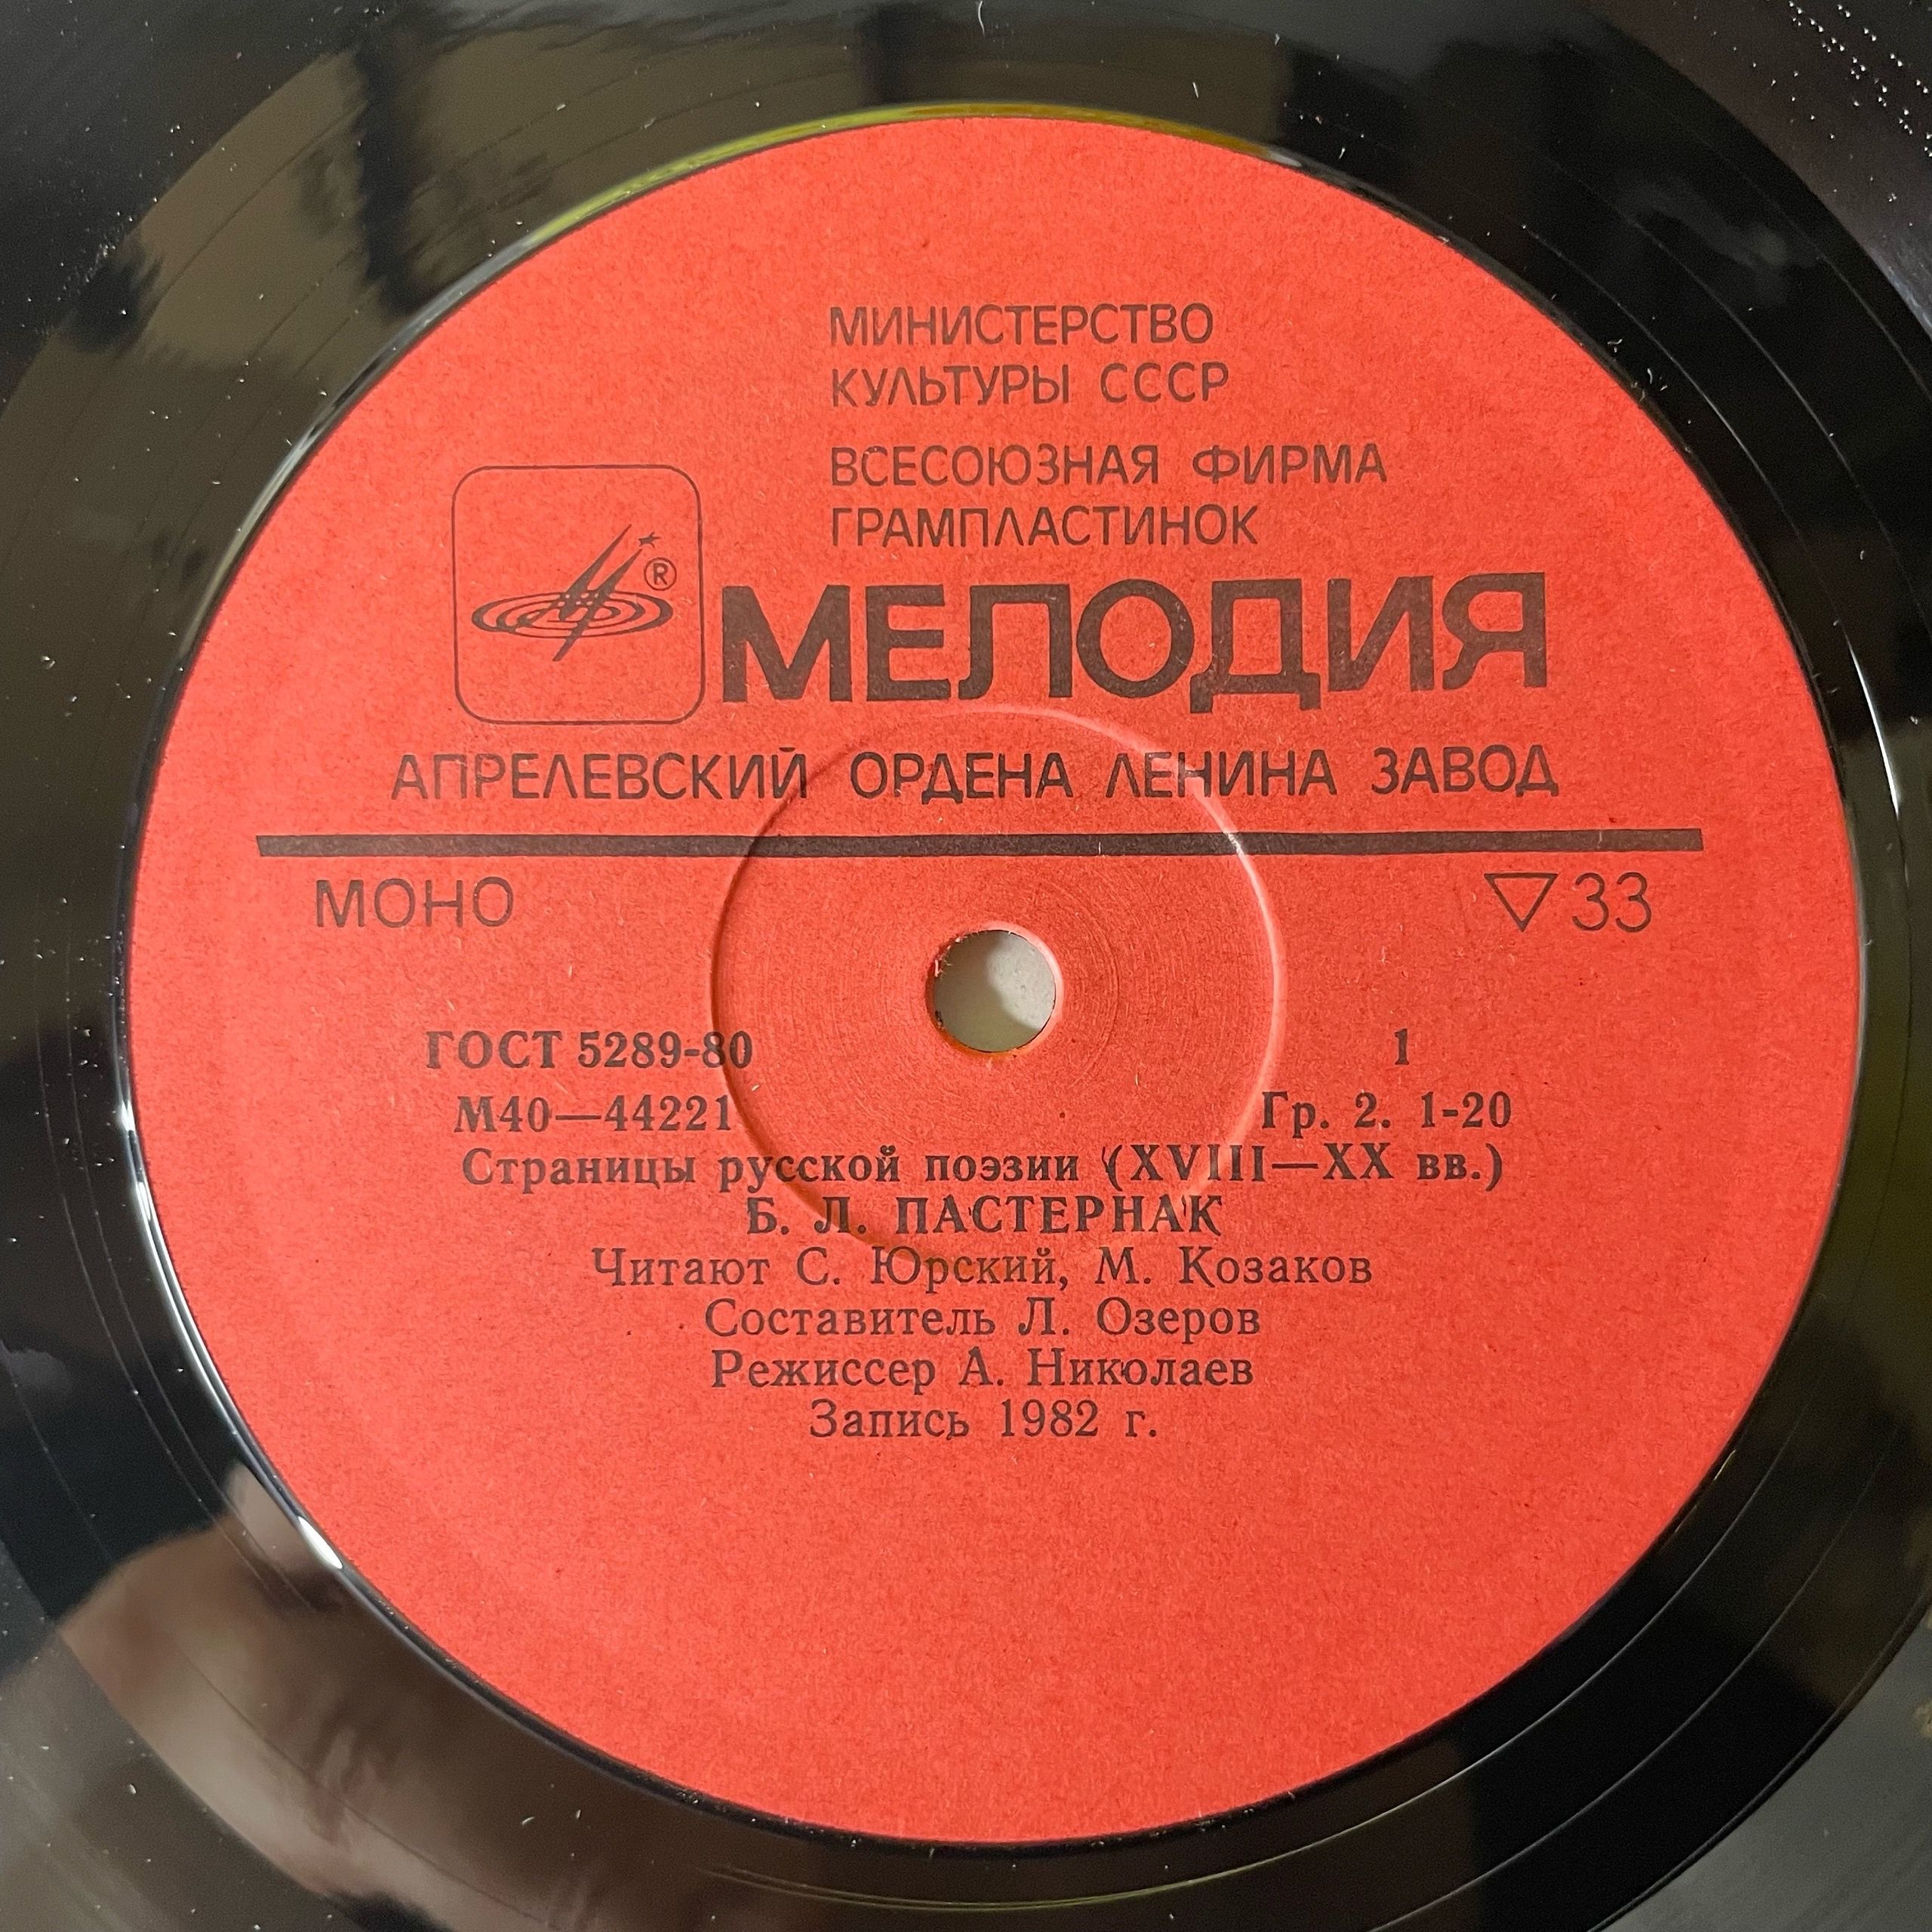 МИНИСТЕРСТВО
КУЛЬТУРЫ СССР
ВСЕСОЮЗНАЯ ФИРМА
ГРАМПЛАСТИНОК
®
МЕЛОДИЯ
АПРЕЛЕВСКИЙ ОРДЕНА ЛЕНИНА ЗАВОД
МОНО ▽33
ГОСТ 5289-80 1
М40—44221 Гр. 2. 1-20
Страницы русской поэзии (XVIII—XX вв.)
Б. Л. ПАСТЕРНАК
Читают С. Юрский, М. Козаков
Составитель Л. Озеров
Режиссер А. Николаев
Запись 1982 г.